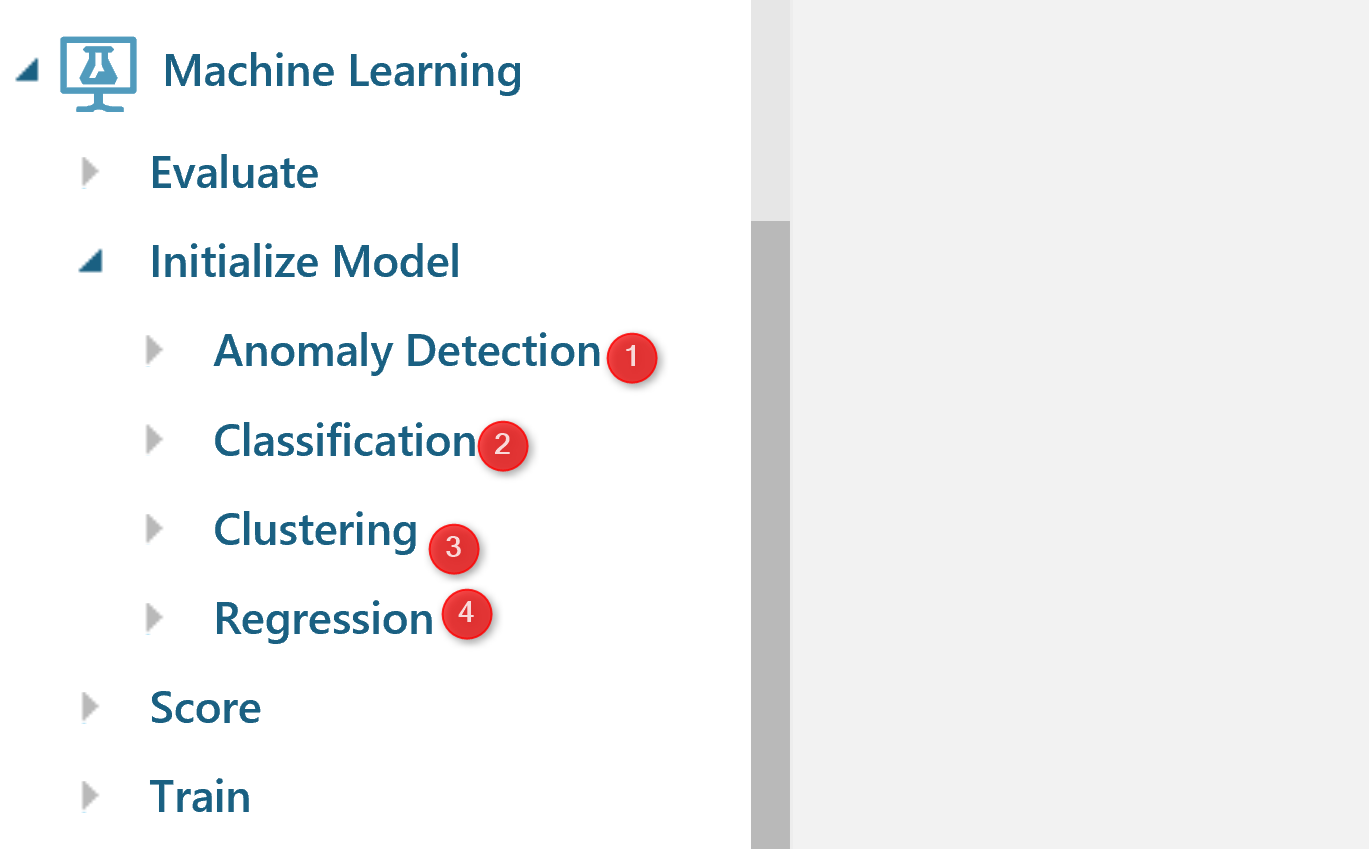 Machine Learning
Evaluate
Initialize Model
Anomaly Detection 1
Classification 2
Clustering 3
Regression 4
Score
Train